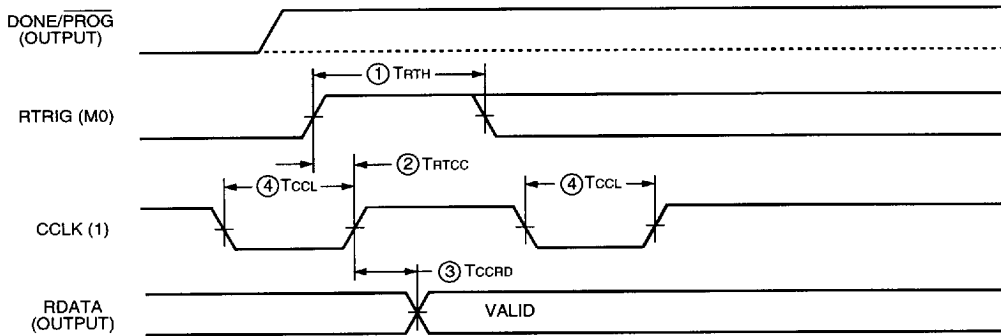 DONE/PROG
(OUTPUT)
① TRTH
RTRIG (M0)
② TRTCC
④ TCCL
④ TCCL
CCLK (1)
③ TCCRD
RDATA
(OUTPUT)
VALID